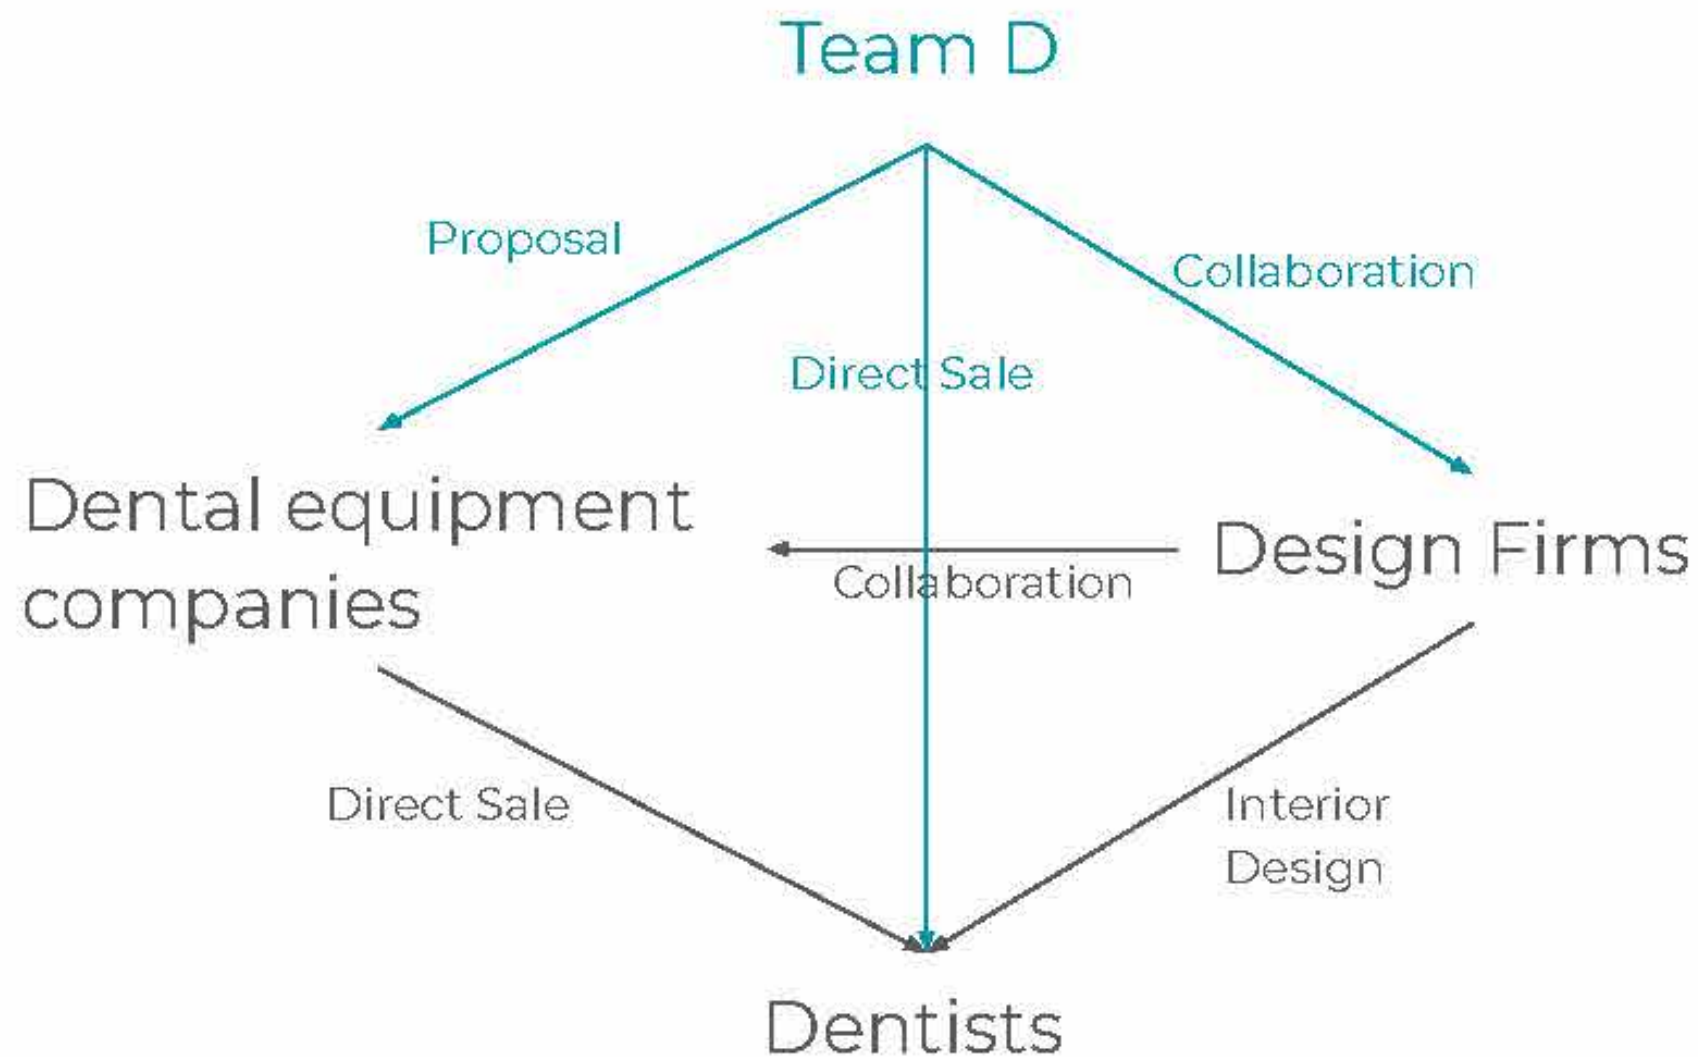 Team D
Proposal
Collaboration
Direct Sale
Dental equipment
companies
Design Firms
Collaboration
Direct Sale
Interior
Design
Dentists